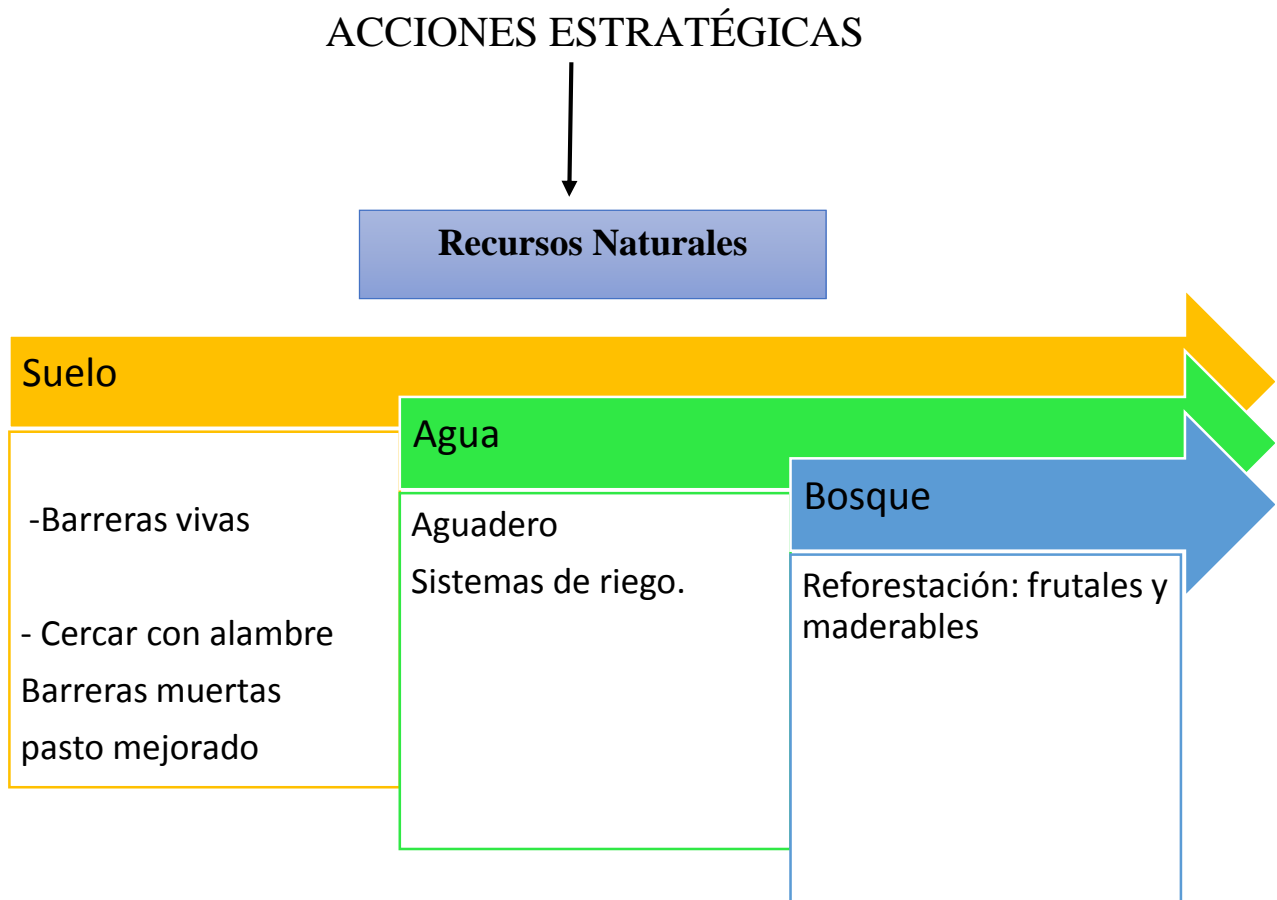 ACCIONES ESTRATÉGICAS
Recursos Naturales
Suelo
-Barreras vivas
- Cercar con alambre
Barreras muertas
pasto mejorado
Agua
Aguadero
Sistemas de riego.
Bosque
Reforestación: frutales y
maderables